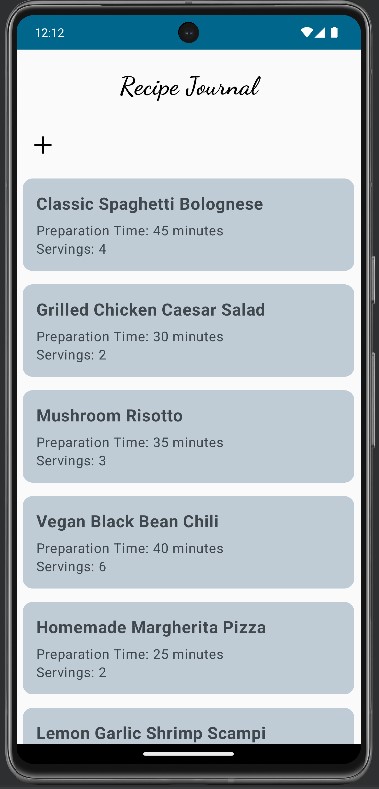 12:12
Recipe Journal
+
Classic Spaghetti Bolognese
Preparation Time: 45 minutes
Servings: 4
Grilled Chicken Caesar Salad
Preparation Time: 30 minutes
Servings: 2
Mushroom Risotto
Preparation Time: 35 minutes
Servings: 3
Vegan Black Bean Chili
Preparation Time: 40 minutes
Servings: 6
Homemade Margherita Pizza
Preparation Time: 25 minutes
Servings: 2
Lemon Garlic Shrimp Scampi